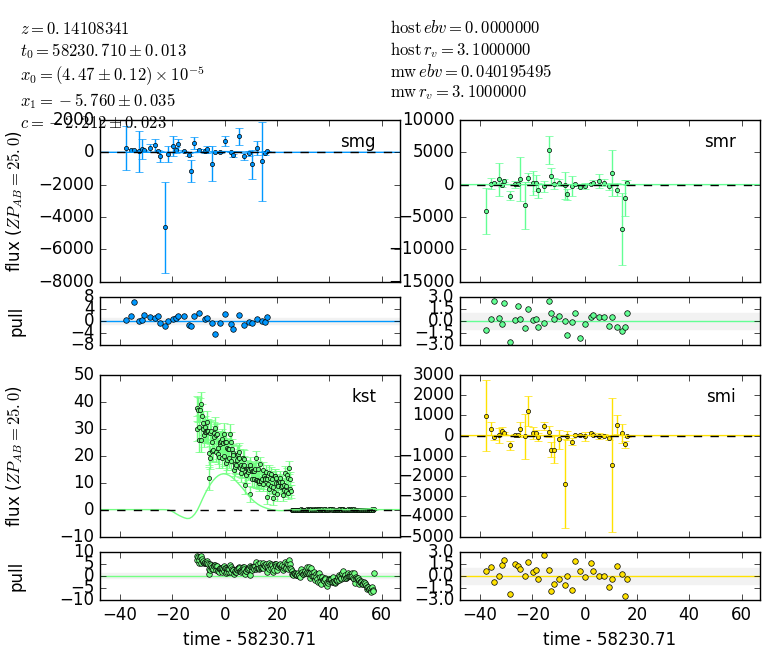 z = 0.14108341
t₀ = 58230.710 ± 0.013
x₀ = (4.47 ± 0.12) × 10⁻⁵
x₁ = −5.760 ± 0.035
c = −2.212 ± 0.023
host ebv = 0.0000000
host r_v = 3.1000000
mw ebv = 0.040195495
mw r_v = 3.1000000
flux (ZP_AB = 25.0)
2000
0
−2000
−4000
−6000
−8000
smg
10000
5000
0
−5000
−10000
−15000
smr
pull
8
4
0
−4
−8
3.0
1.5
0.0
−1.5
−3.0
flux (ZP_AB = 25.0)
50
40
30
20
10
0
−10
kst
3000
2000
1000
0
−1000
−2000
−3000
−4000
−5000
smi
pull
10
5
0
−5
−10
3.0
1.5
0.0
−1.5
−3.0
−40 −20 0 20 40 60
−40 −20 0 20 40 60
time - 58230.71
time - 58230.71